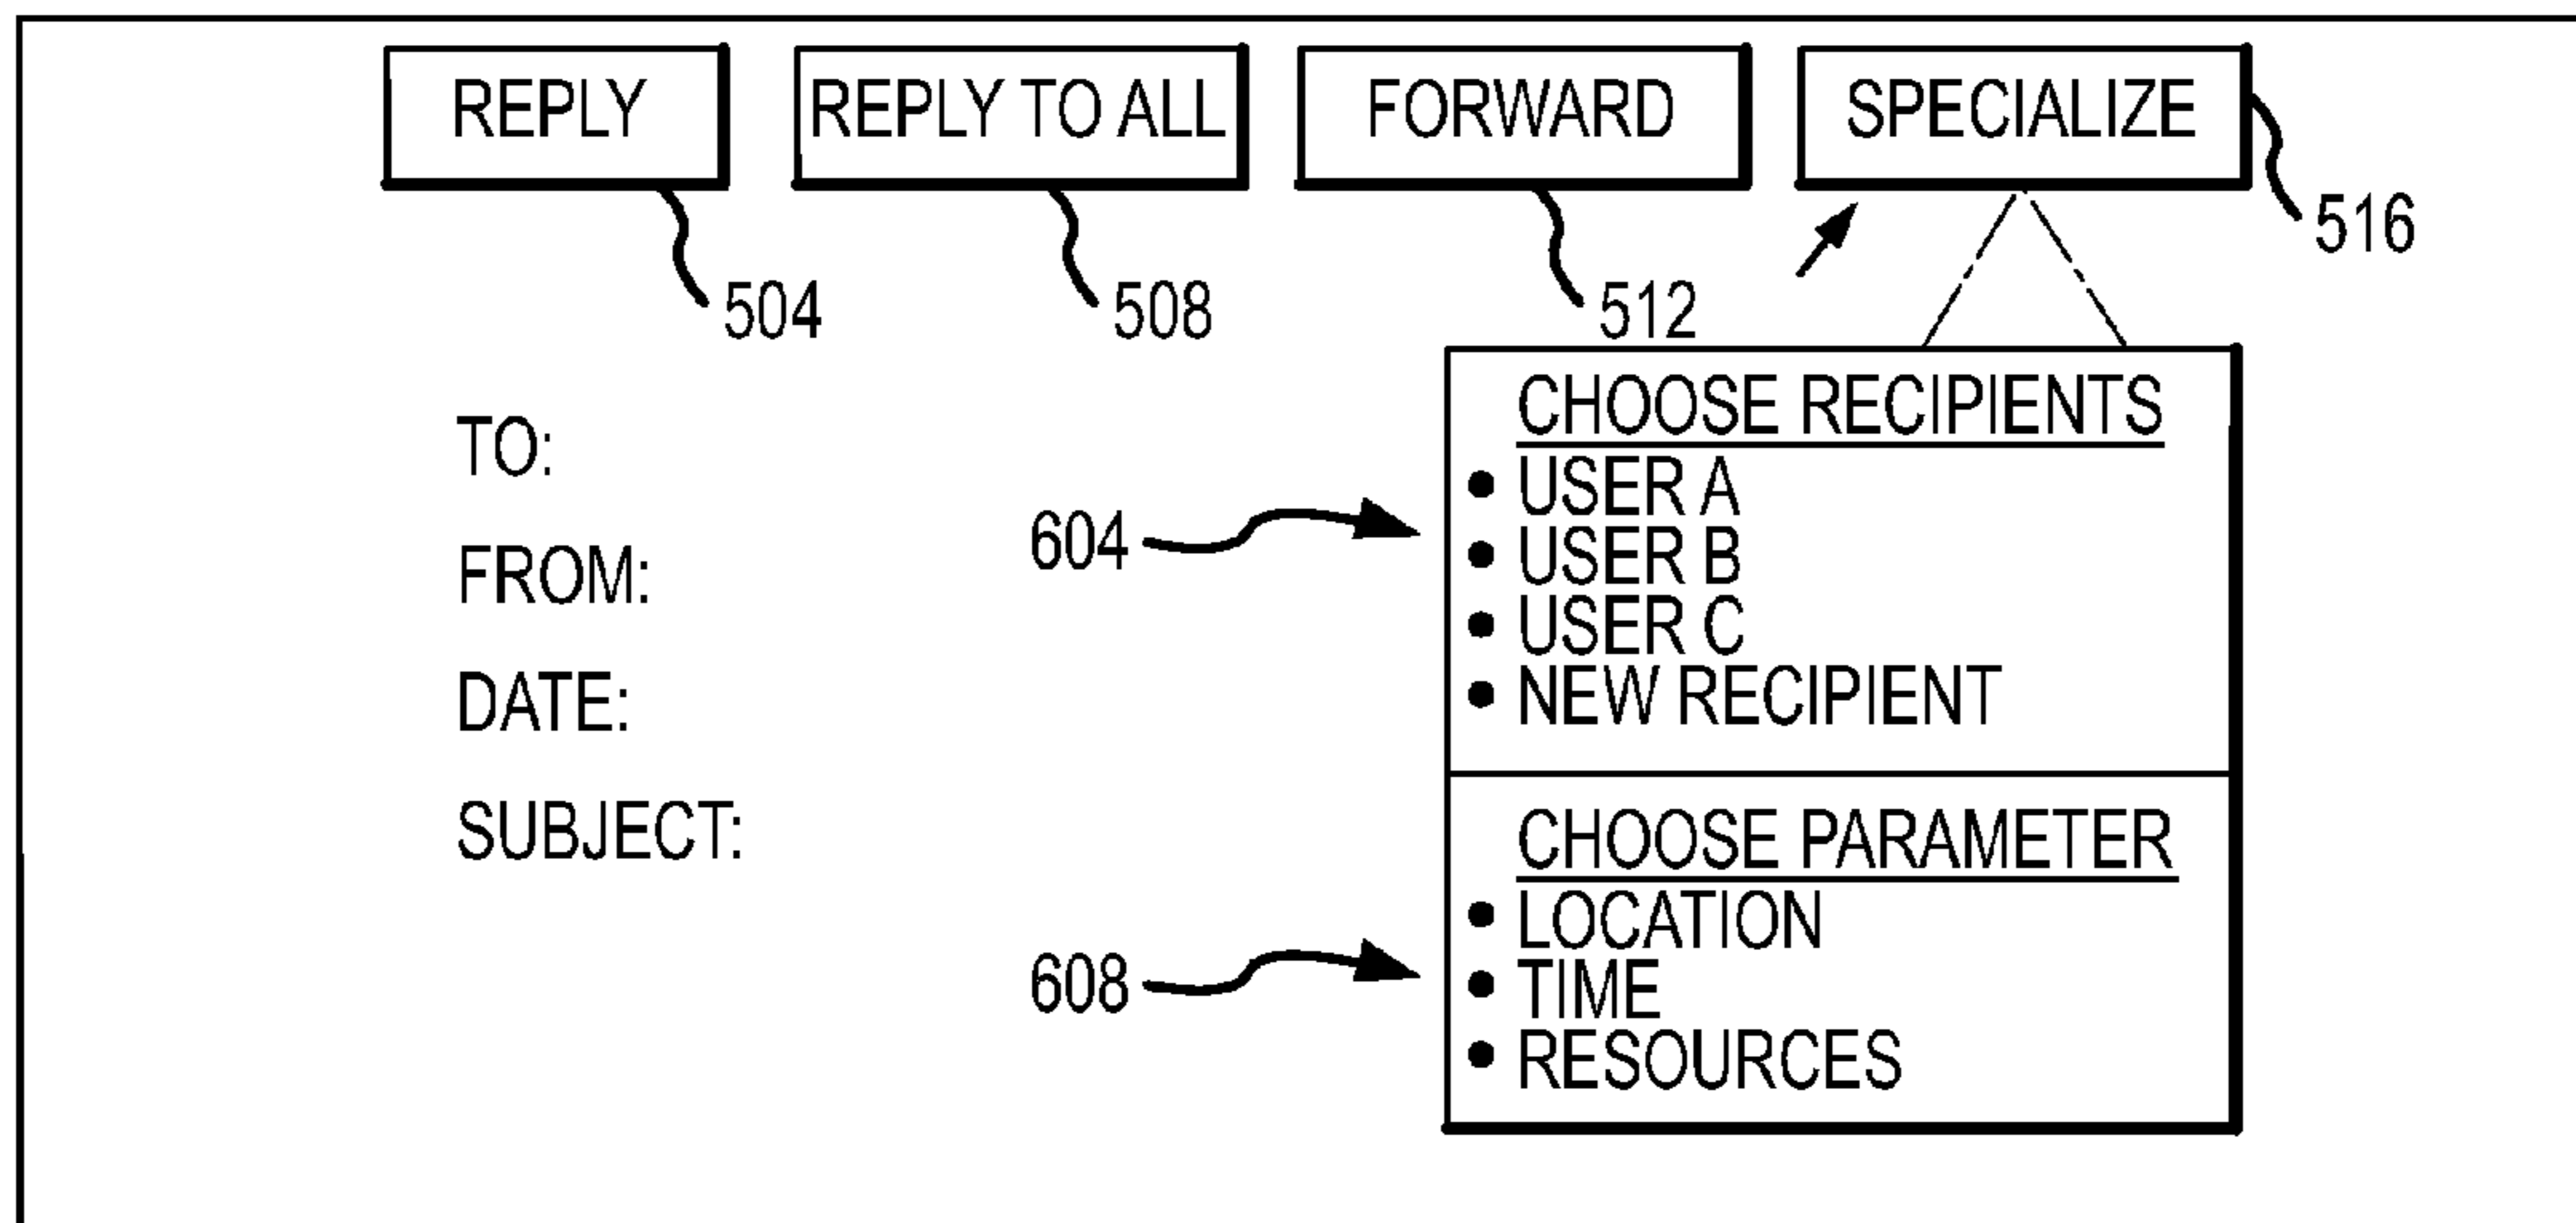 REPLY
REPLY TO ALL
FORWARD
SPECIALIZE
516
504
508
512
TO:
FROM:
DATE:
SUBJECT:
604
CHOOSE RECIPIENTS
• USER A
• USER B
• USER C
• NEW RECIPIENT
608
CHOOSE PARAMETER
• LOCATION
• TIME
• RESOURCES